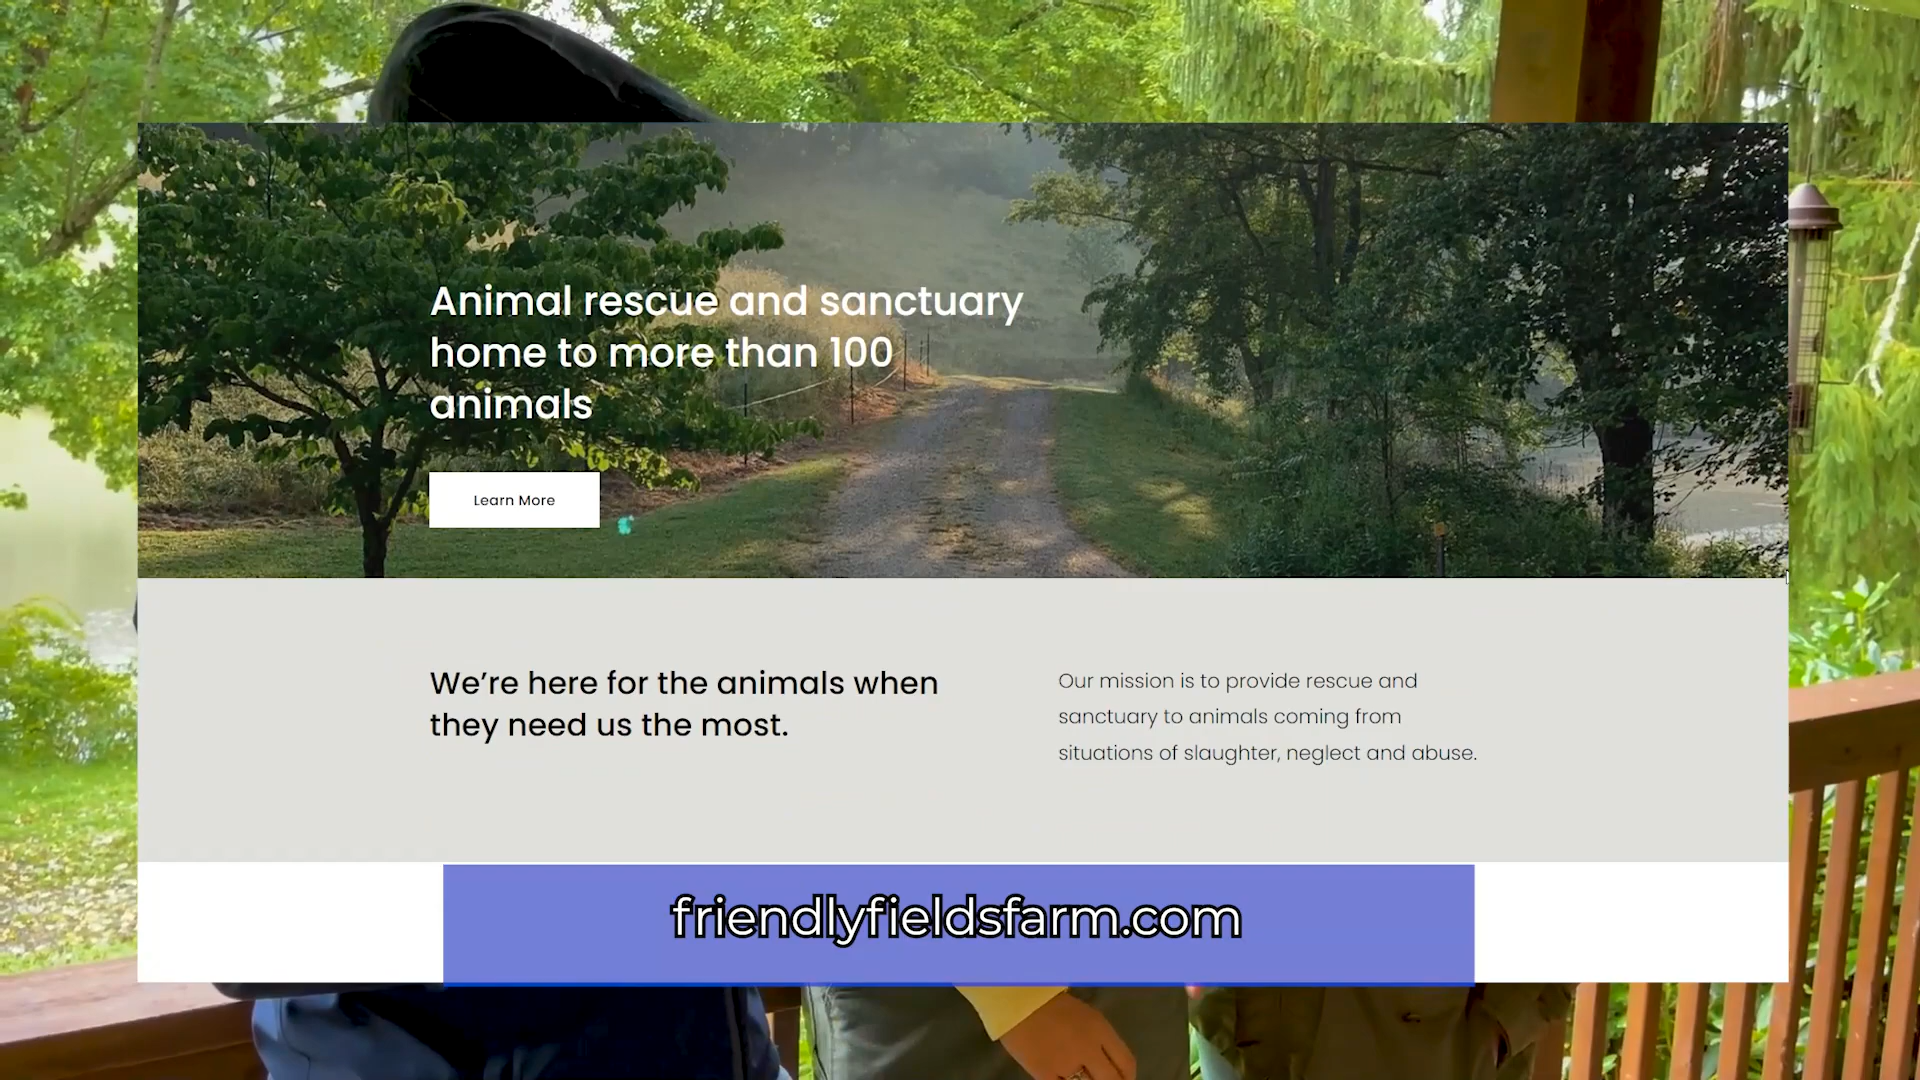 Animal rescue and sanctuary
home to more than 100
animals
Learn More
We’re here for the animals when
they need us the most.
Our mission is to provide rescue and
sanctuary to animals coming from
situations of slaughter, neglect and abuse.
friendlyfieldsfarm.com